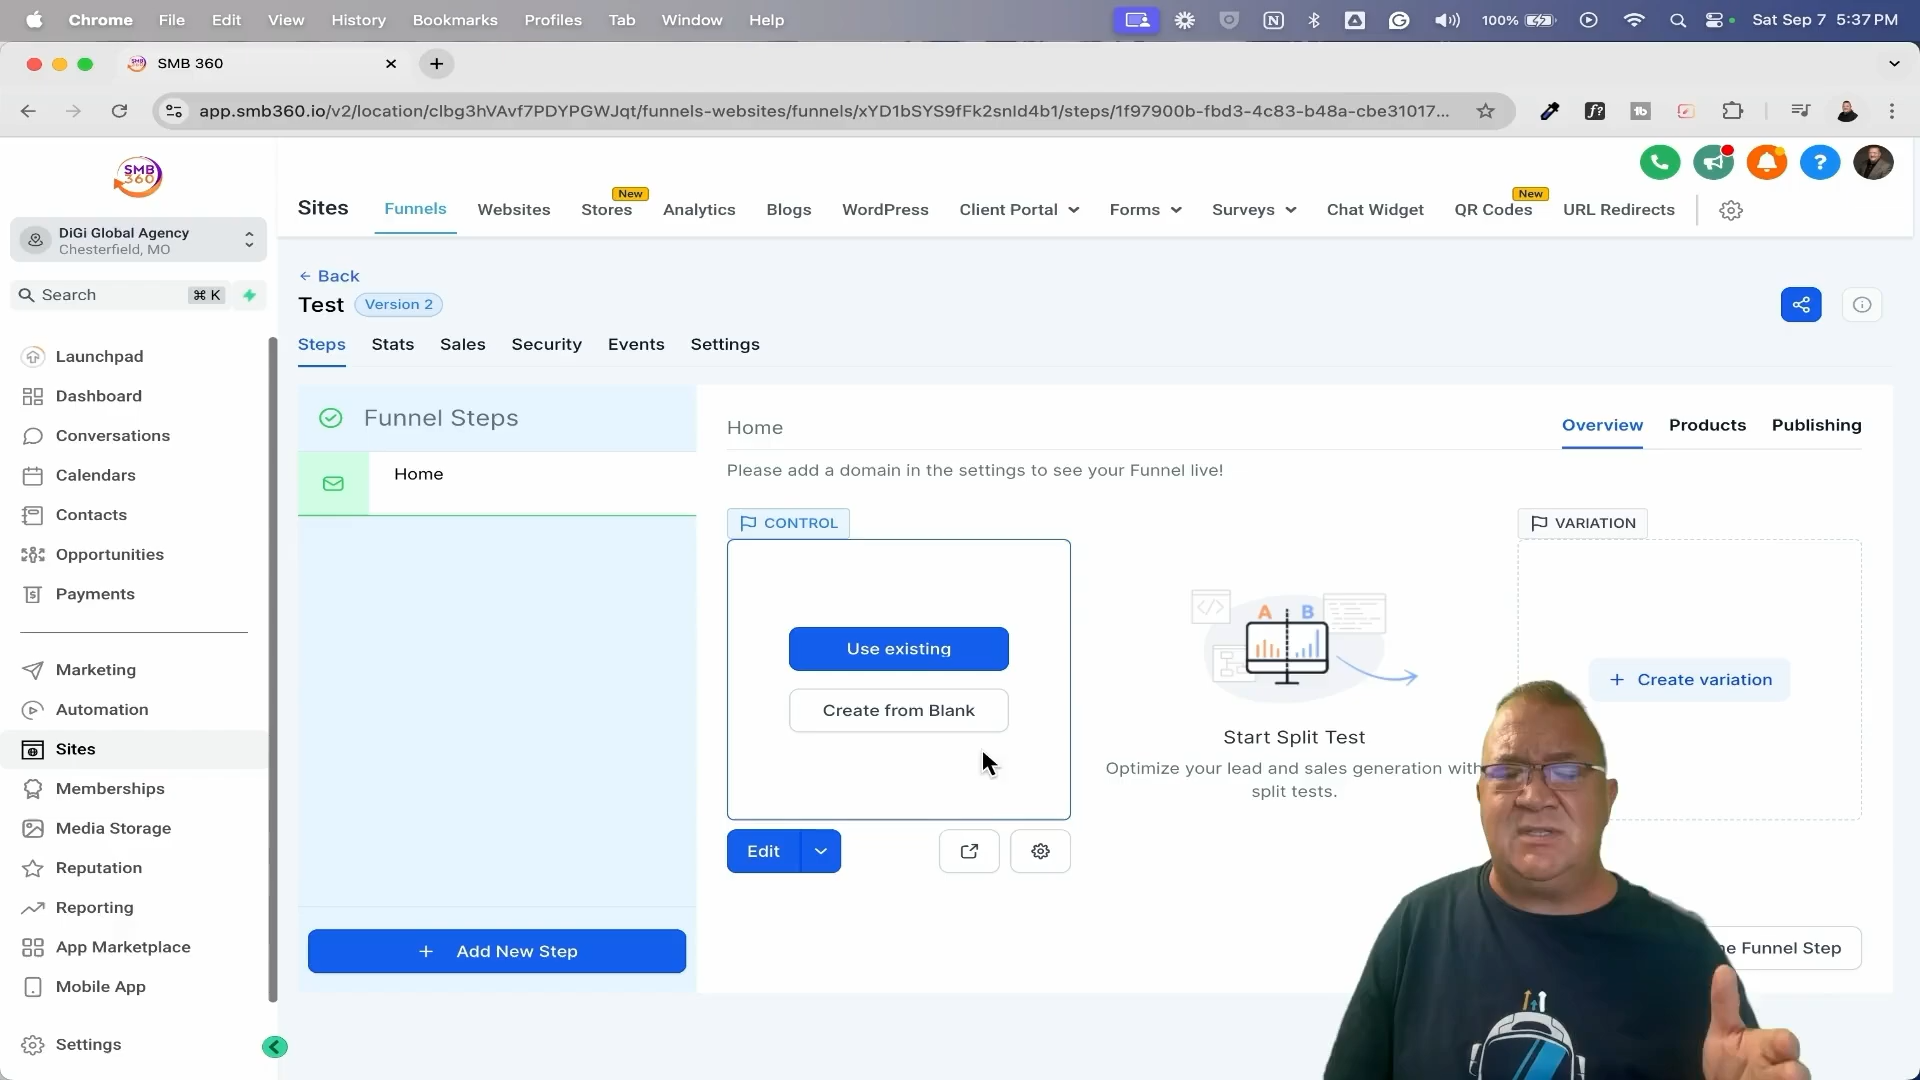 Chrome File Edit View History Bookmarks Profiles Tab Window Help 100% Sat Sep 7 5:37 PM
SMB 360
app.smb360.io/v2/location/clbg3hVAvf7PDYPGWJqt/funnels-websites/funnels/xYD1bSYS9fFk2snId4b1/steps/1f97900b-fbd3-4c83-b48a-cbe31017...
SMB
360
DiGi Global Agency
Chesterfield, MO
Search ⌘ K
Launchpad
Dashboard
Conversations
Calendars
Contacts
Opportunities
Payments
Marketing
Automation
Sites
Memberships
Media Storage
Reputation
Reporting
App Marketplace
Mobile App
Settings
New New
Sites Funnels Websites Stores Analytics Blogs WordPress Client Portal Forms Surveys Chat Widget QR Codes URL Redirects
← Back
Test Version 2
Steps Stats Sales Security Events Settings
Funnel Steps
Home
+ Add New Step
Home Overview Products Publishing
Please add a domain in the settings to see your Funnel live!
CONTROL
Use existing
Create from Blank
Edit
A B
Start Split Test
Optimize your lead and sales generation with
split tests.
VARIATION
+ Create variation
Funnel Step